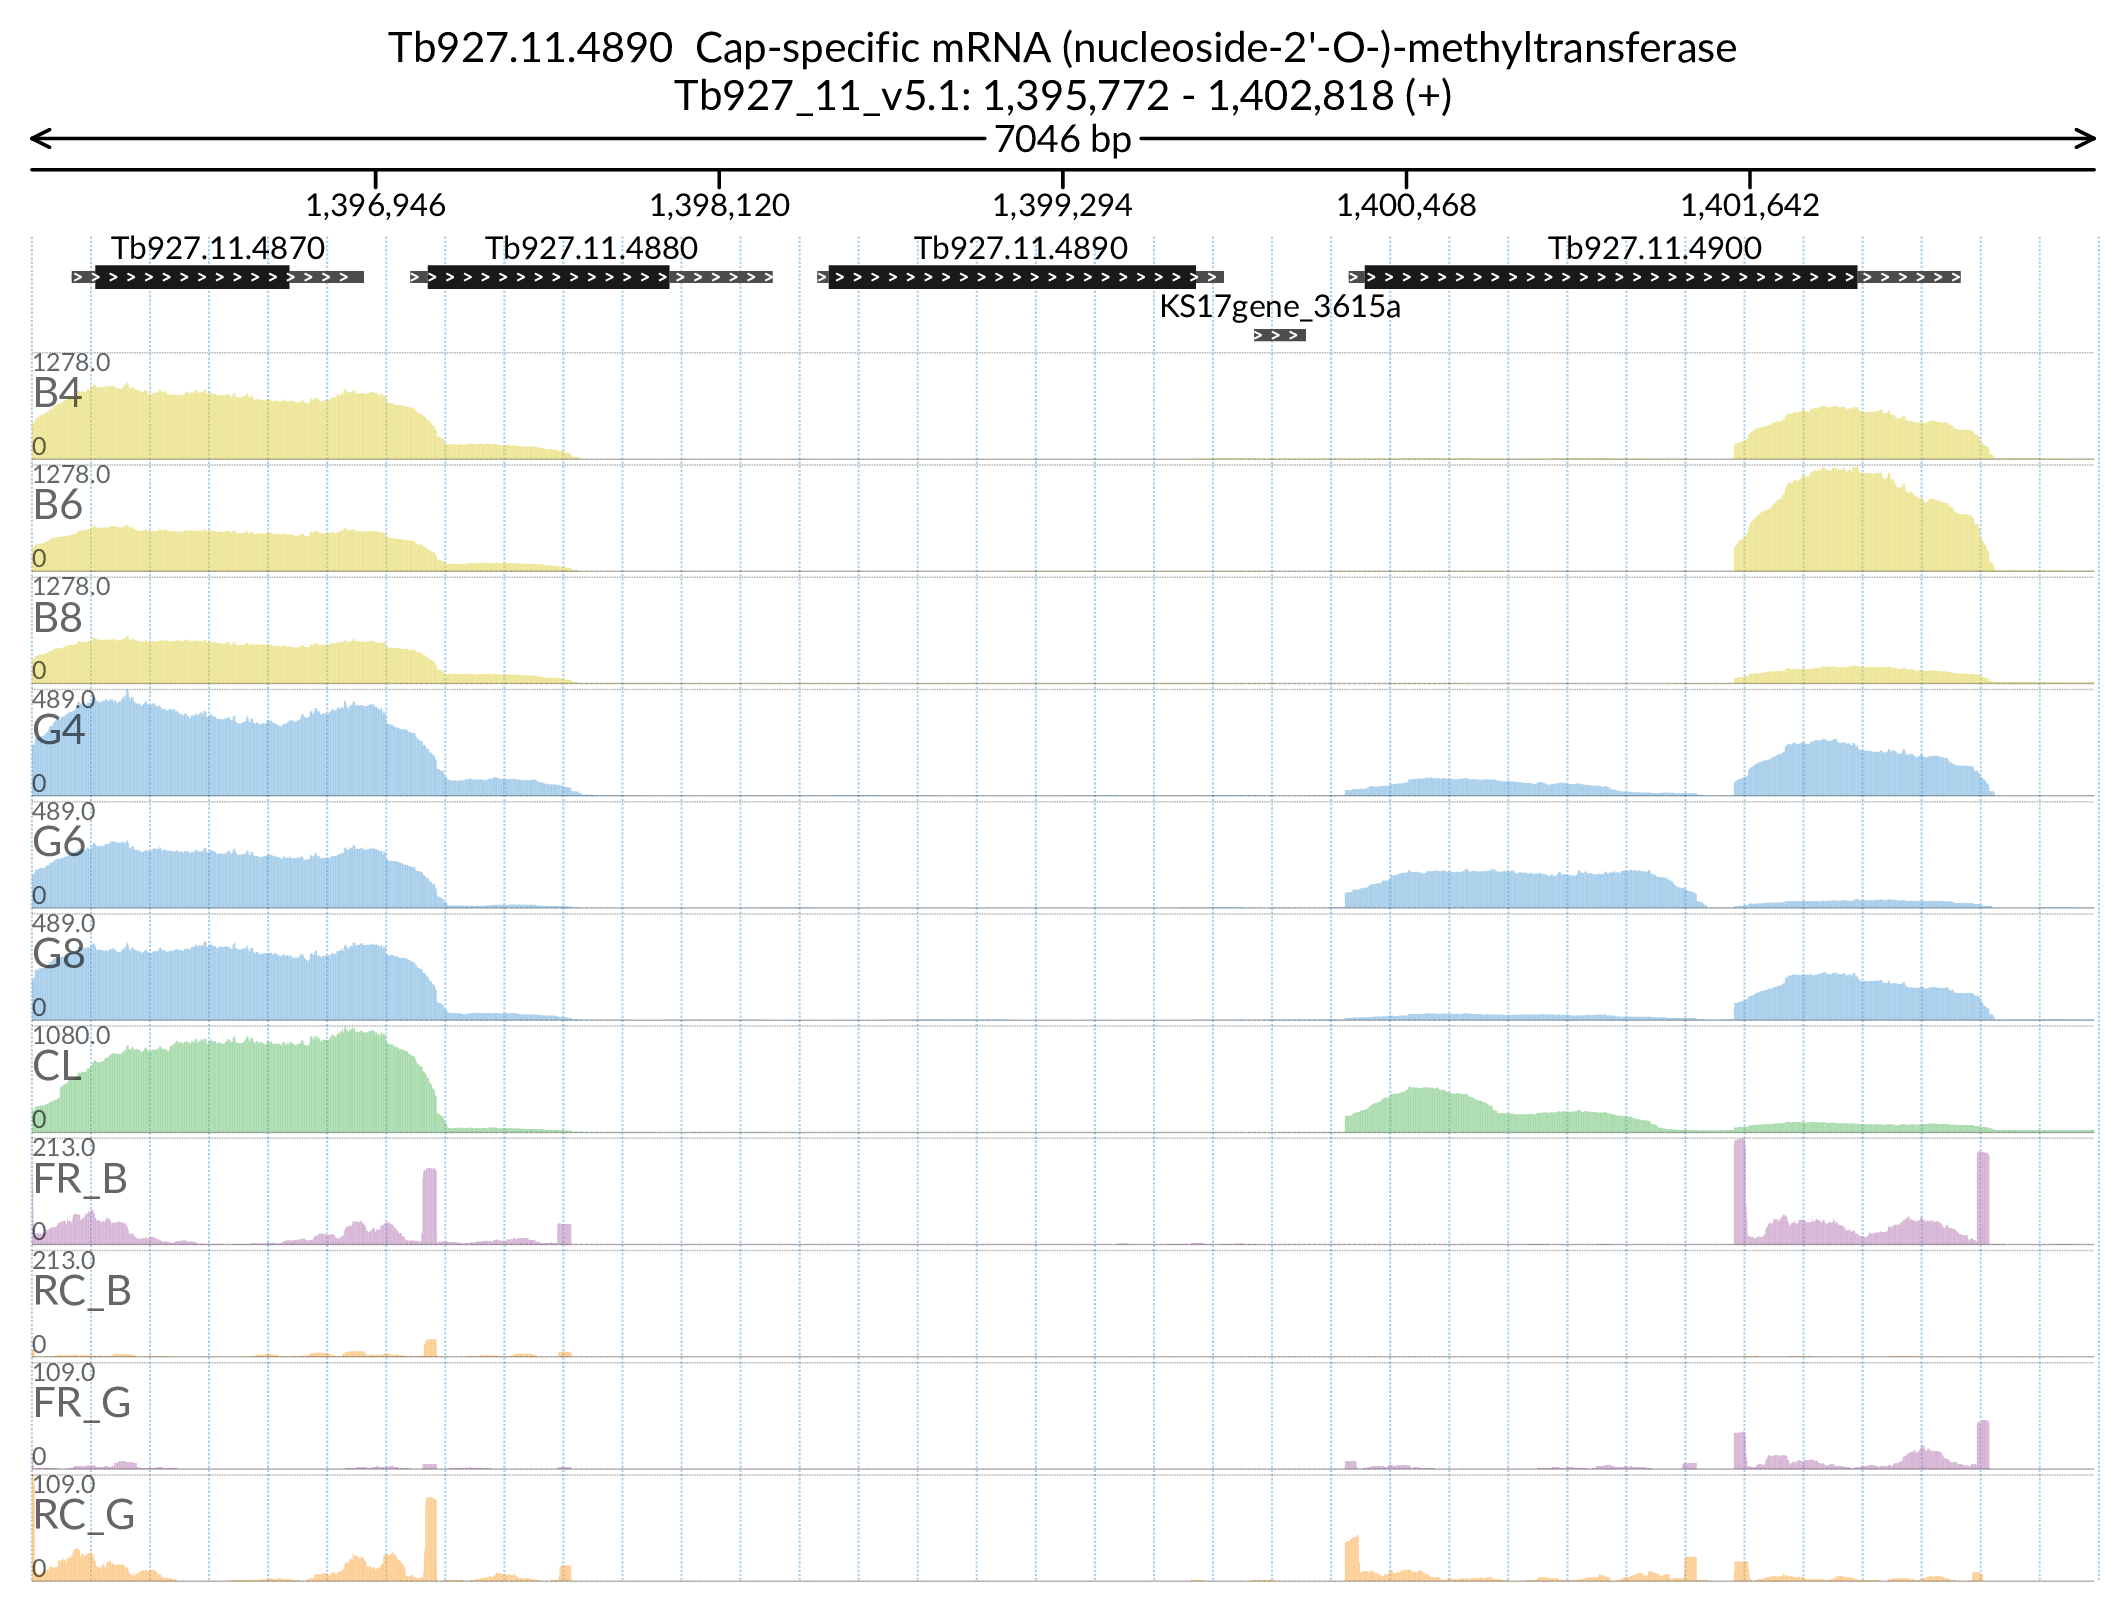 Tb927.11.4890  Cap-specific mRNA (nucleoside-2'-O-)-methyltransferase
Tb927_11_v5.1: 1,395,772 - 1,402,818 (+)
7046 bp
1,396,946 1,398,120 1,399,294 1,400,468 1,401,642
Tb927.11.4870 Tb927.11.4880 Tb927.11.4890 Tb927.11.4900
KS17gene_3615a
1278.0
B4
0
1278.0
B6
0
1278.0
B8
0
489.0
G4
0
489.0
G6
0
489.0
G8
0
1080.0
CL
0
213.0
FR_B
0
213.0
RC_B
0
109.0
FR_G
0
109.0
RC_G
0